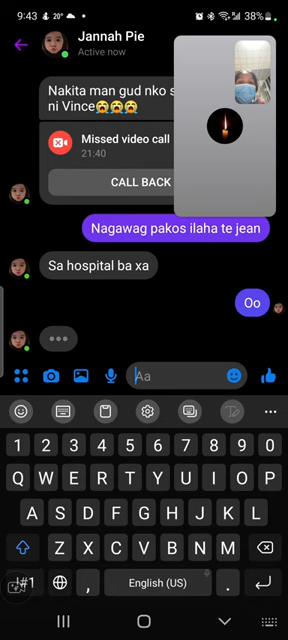 9:43
20°
38%
Jannah Pie
Active now
Nakita man gud nko s
ni Vince😭😭😭
Missed video call
21:40
CALL BACK
Nagawag pakos ilaha te jean
Sa hospital ba xa
Oo
Aa
1 2 3 4 5 6 7 8 9 0
Q W E R T Y U I O P
A S D F G H J K L
Z X C V B N M
!#1 , English (US) .